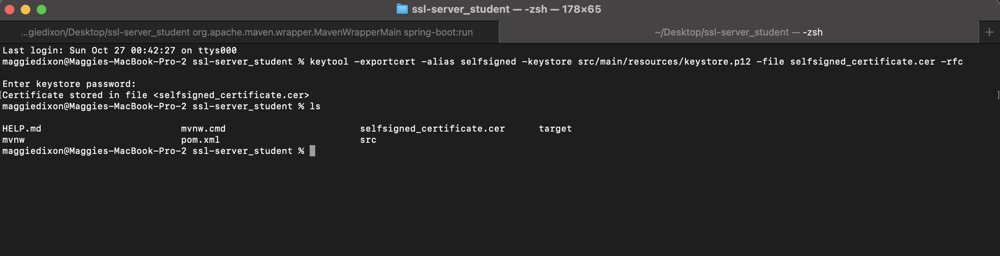 ssl-server_student — -zsh — 178×65
...giedixon/Desktop/ssl-server_student org.apache.maven.wrapper.MavenWrapperMain spring-boot:run
~/Desktop/ssl-server_student — -zsh
Last login: Sun Oct 27 00:42:27 on ttys000
maggiedixon@Maggies-MacBook-Pro-2 ssl-server_student % keytool -exportcert -alias selfsigned -keystore src/main/resources/keystore.p12 -file selfsigned_certificate.cer -rfc
Enter keystore password:
[Certificate stored in file <selfsigned_certificate.cer> ]
maggiedixon@Maggies-MacBook-Pro-2 ssl-server_student % ls
HELP.md mvnw.cmd selfsigned_certificate.cer target
mvnw pom.xml src
maggiedixon@Maggies-MacBook-Pro-2 ssl-server_student %